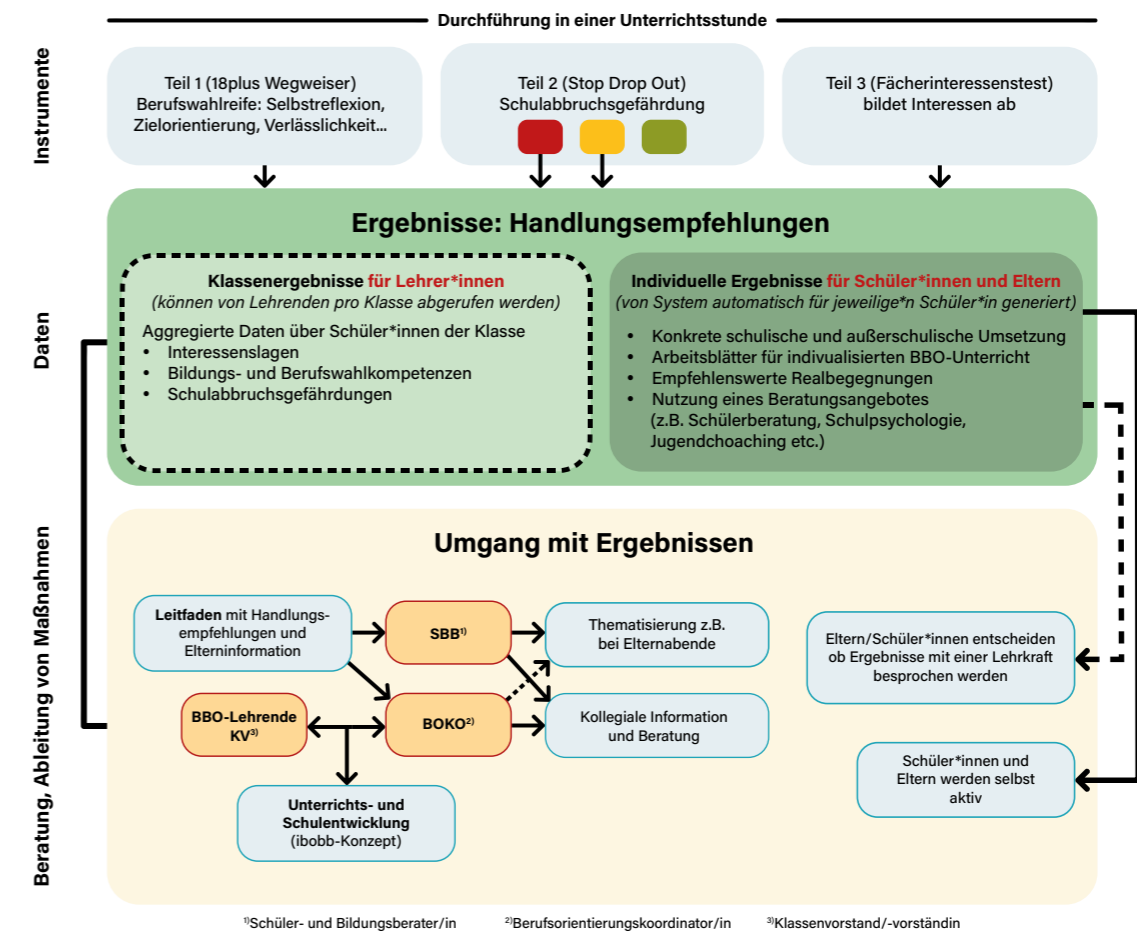 Durchführung in einer Unterrichtsstunde
Instrumente
Teil 1 (18plus Wegweiser)
Berufswahlreife: Selbstreflexion,
Zielorientierung, Verlässlichkeit...
Teil 2 (Stop Drop Out)
Schulabbruchsgefährdung
Teil 3 (Fächerinteressenstest)
bildet Interessen ab
Daten
Ergebnisse: Handlungsempfehlungen
Klassenergebnisse für Lehrer*innen
(können von Lehrenden pro Klasse abgerufen werden)
Aggregierte Daten über Schüler*innen der Klasse
• Interessenslagen
• Bildungs- und Berufswahlkompetenzen
• Schulabbruchsgefährdungen
Individuelle Ergebnisse für Schüler*innen und Eltern
(von System automatisch für jeweilige*n Schüler*in generiert)
• Konkrete schulische und außerschulische Umsetzung
• Arbeitsblätter für indivualisierten BBO-Unterricht
• Empfehlenswerte Realbegegnungen
• Nutzung eines Beratungsangebotes
(z.B. Schülerberatung, Schulpsychologie,
Jugendchoaching etc.)
Beratung, Ableitung von Maßnahmen
Umgang mit Ergebnissen
Leitfaden mit Handlungs-
empfehlungen und
Elterninformation
SBB¹⁾
Thematisierung z.B.
bei Elternabende
Eltern/Schüler*innen entscheiden
ob Ergebnisse mit einer Lehrkraft
besprochen werden
BBO-Lehrende
KV³⁾
BOKO²⁾
Kollegiale Information
und Beratung
Schüler*innen und
Eltern werden selbst
aktiv
Unterrichts- und
Schulentwicklung
(ibobb-Konzept)
¹⁾Schüler- und Bildungsberater/in ²⁾Berufsorientierungskoordinator/in ³⁾Klassenvorstand/-vorständin